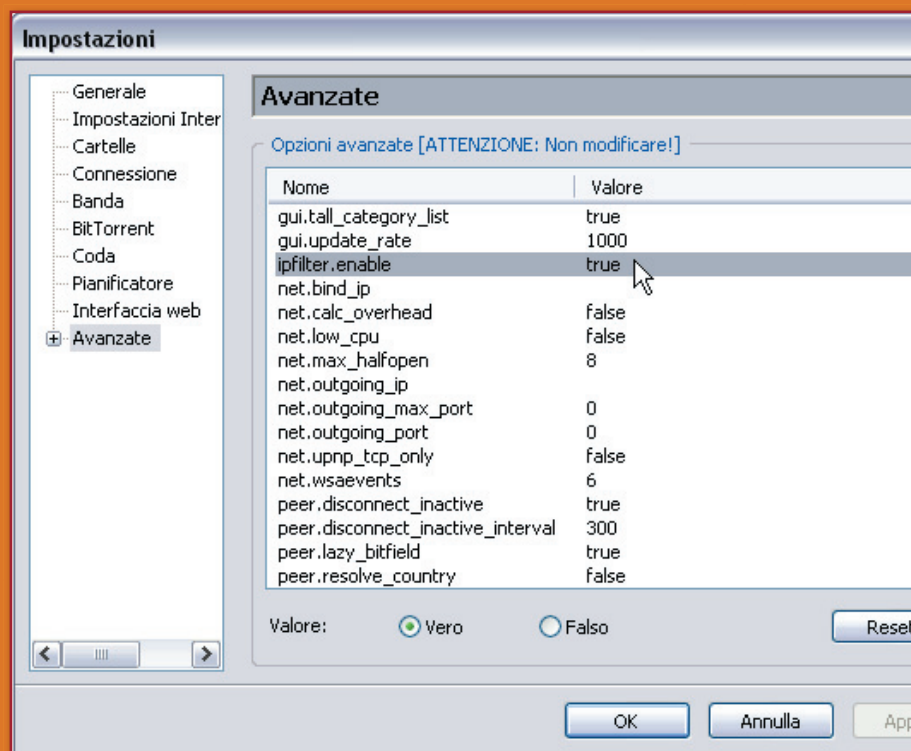 Impostazioni
Generale
Impostazioni Inter
Cartelle
Connessione
Banda
BitTorrent
Coda
Pianificatore
Interfaccia web
Avanzate
Avanzate
Opzioni avanzate [ATTENZIONE: Non modificare!]
Nome Valore
gui.tall_category_list true
gui.update_rate 1000
ipfilter.enable true
net.bind_ip
net.calc_overhead false
net.low_cpu false
net.max_halfopen 8
net.outgoing_ip
net.outgoing_max_port 0
net.outgoing_port 0
net.upnp_tcp_only false
net.wsaevents 6
peer.disconnect_inactive true
peer.disconnect_inactive_interval 300
peer.lazy_bitfield true
peer.resolve_country false
Valore: Vero Falso Reset
OK Annulla App